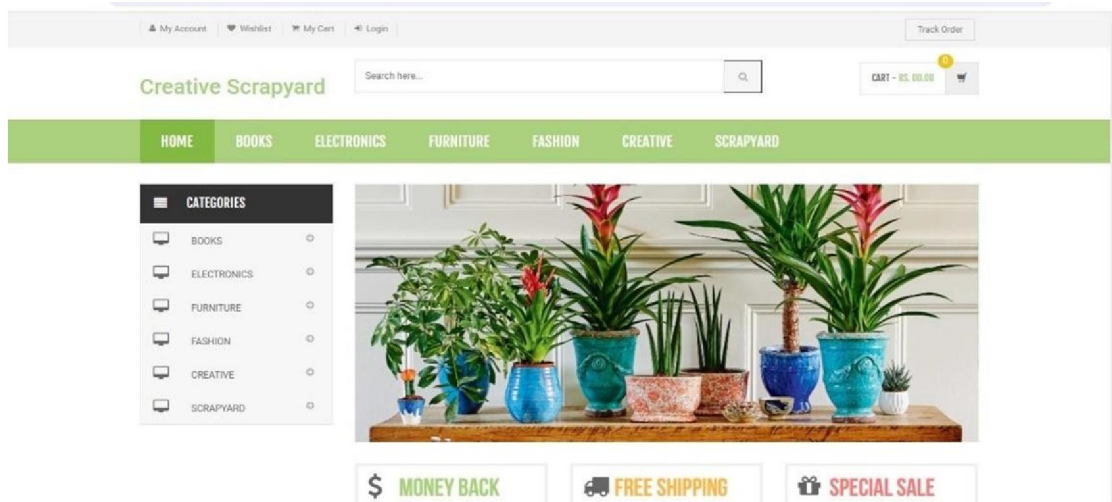 My Account Wishlist My Cart Login Track Order
Creative Scrapyard
Search here...
0
CART - RS. 00.00
HOME BOOKS ELECTRONICS FURNITURE FASHION CREATIVE SCRAPYARD
CATEGORIES
BOOKS
ELECTRONICS
FURNITURE
FASHION
CREATIVE
SCRAPYARD
MONEY BACK FREE SHIPPING SPECIAL SALE